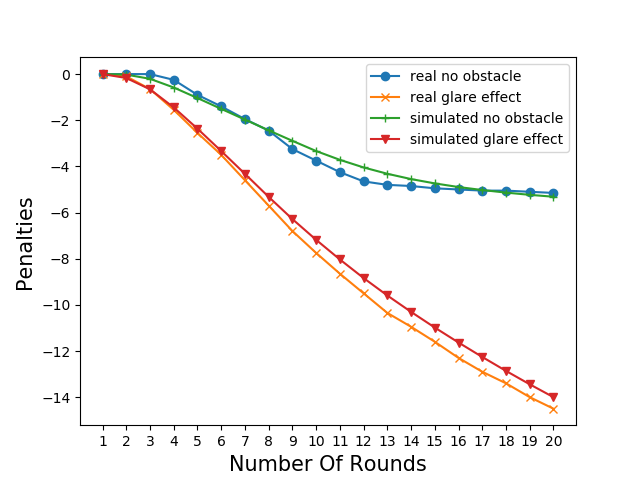 real no obstacle
real glare effect
simulated no obstacle
simulated glare effect
0
−2
−4
−6
−8
−10
−12
−14
Penalties
1 2 3 4 5 6 7 8 9 10 11 12 13 14 15 16 17 18 19 20
Number Of Rounds